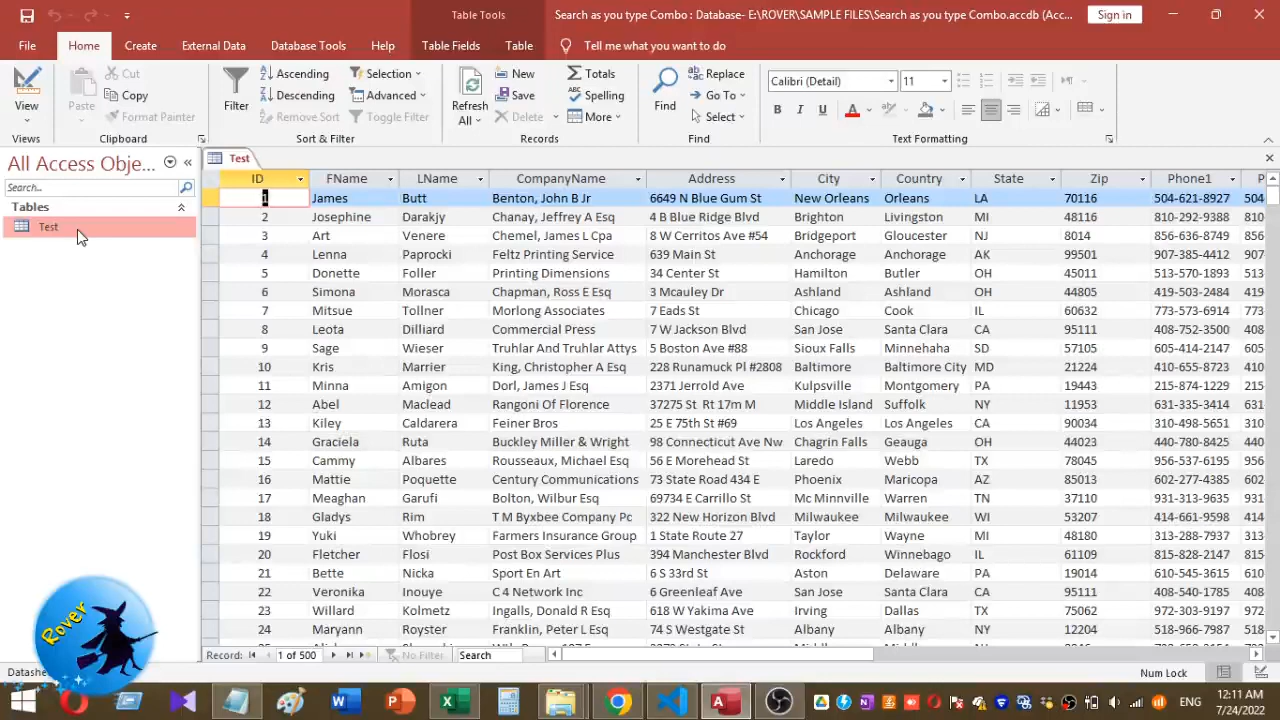 Table Tools
Search as you type Combo : Database- E:\ROVER\SAMPLE FILES\Search as you type Combo.accdb (Acc...
Sign in
File Home Create External Data Database Tools Help Table Fields Table Tell me what you want to do
View
Views
Paste
Cut
Copy
Format Painter
Clipboard
Filter
Ascending
Descending
Remove Sort
Selection
Advanced
Toggle Filter
Sort & Filter
Refresh All
New
Save
Delete
Totals
Spelling
More
Records
Find
Replace
Go To
Select
Find
Calibri (Detail) 11
B I U
Text Formatting
All Access Obje...
Search...
Tables
Test
Test
ID FName LName CompanyName Address City Country State Zip Phone1 P
1 James Butt Benton, John B Jr 6649 N Blue Gum St New Orleans Orleans LA 70116 504-621-8927 504
2 Josephine Darakjy Chanay, Jeffrey A Esq 4 B Blue Ridge Blvd Brighton Livingston MI 48116 810-292-9388 810
3 Art Venere Chemel, James L Cpa 8 W Cerritos Ave #54 Bridgeport Gloucester NJ 8014 856-636-8749 856
4 Lenna Paprocki Feltz Printing Service 639 Main St Anchorage Anchorage AK 99501 907-385-4412 907
5 Donette Foller Printing Dimensions 34 Center St Hamilton Butler OH 45011 513-570-1893 513
6 Simona Morasca Chapman, Ross E Esq 3 Mcauley Dr Ashland Ashland OH 44805 419-503-2484 419
7 Mitsue Tollner Morlong Associates 7 Eads St Chicago Cook IL 60632 773-573-6914 773
8 Leota Dilliard Commercial Press 7 W Jackson Blvd San Jose Santa Clara CA 95111 408-752-3500 408
9 Sage Wieser Truhlar And Truhlar Attys 5 Boston Ave #88 Sioux Falls Minnehaha SD 57105 605-414-2147 605
10 Kris Marrier King, Christopher A Esq 228 Runamuck Pl #2808 Baltimore Baltimore City MD 21224 410-655-8723 410
11 Minna Amigon Dorl, James J Esq 2371 Jerrold Ave Kulpsville Montgomery PA 19443 215-874-1229 215
12 Abel Maclead Rangoni Of Florence 37275 St Rt 17m M Middle Island Suffolk NY 11953 631-335-3414 631
13 Kiley Caldarera Feiner Bros 25 E 75th St #69 Los Angeles Los Angeles CA 90034 310-498-5651 310
14 Graciela Ruta Buckley Miller & Wright 98 Connecticut Ave Nw Chagrin Falls Geauga OH 44023 440-780-8425 440
15 Cammy Albares Rousseaux, Michael Esq 56 E Morehead St Laredo Webb TX 78045 956-537-6195 956
16 Mattie Poquette Century Communications 73 State Road 434 E Phoenix Maricopa AZ 85013 602-277-4385 602
17 Meaghan Garufi Bolton, Wilbur Esq 69734 E Carrillo St Mc Minnville Warren TN 37110 931-313-9635 931
18 Gladys Rim T M Byxbee Company Pc 322 New Horizon Blvd Milwaukee Milwaukee WI 53207 414-661-9598 414
19 Yuki Whobrey Farmers Insurance Group 1 State Route 27 Taylor Wayne MI 48180 313-288-7937 313
20 Fletcher Flosi Post Box Services Plus 394 Manchester Blvd Rockford Winnebago IL 61109 815-828-2147 815
21 Bette Nicka Sport En Art 6 S 33rd St Aston Delaware PA 19014 610-545-3615 610
22 Veronika Inouye C 4 Network Inc 6 Greenleaf Ave San Jose Santa Clara CA 95111 408-540-1785 408
23 Willard Kolmetz Ingalls, Donald R Esq 618 W Yakima Ave Irving Dallas TX 75062 972-303-9197 972
24 Maryann Royster Franklin, Peter L Esq 74 S Westgate St Albany Albany NY 12204 518-966-7987 518
Record: 1 of 500 No Filter Search
Datashe
Num Lock
Rover
ENG
12:11 AM
7/24/2022